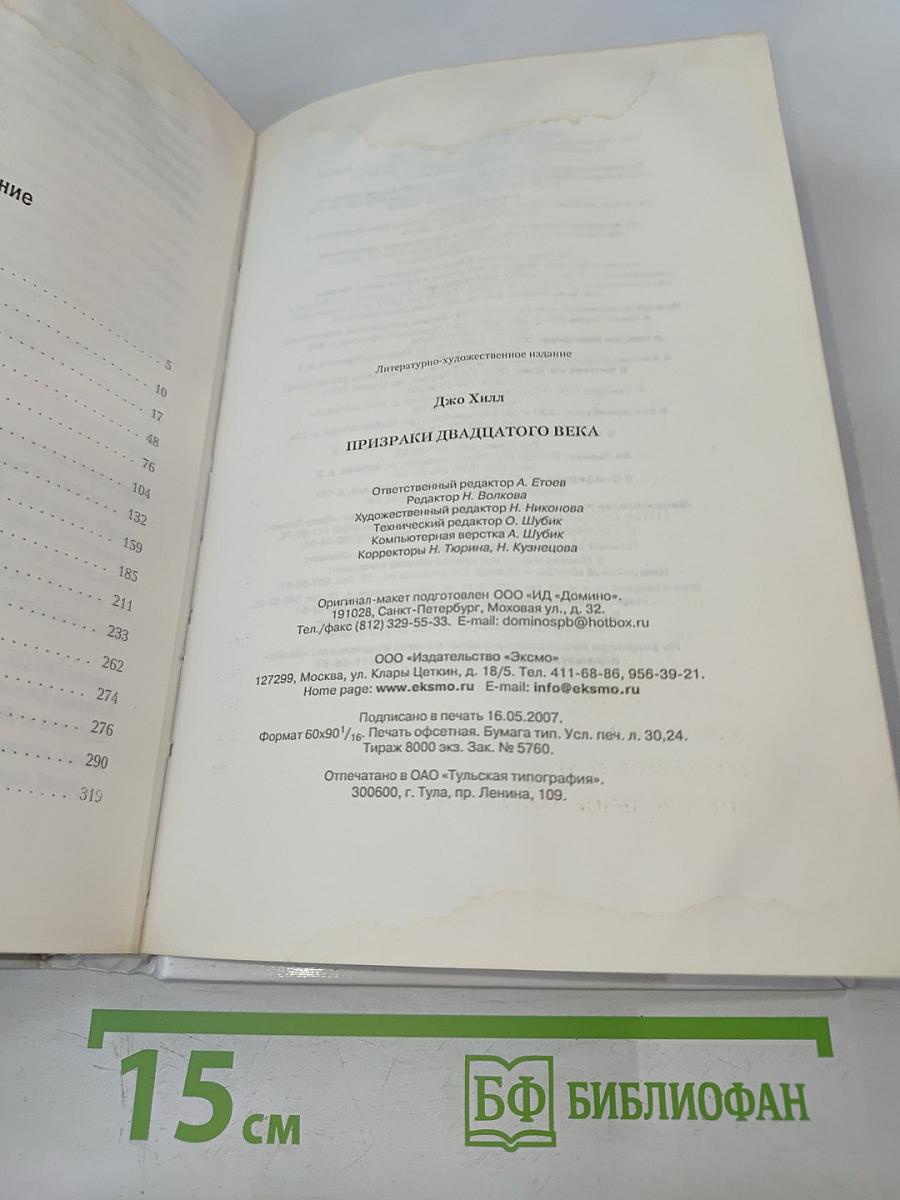 ние
5
10
17
48
76
104
132
159
185
211
233
262
274
276
290
319
Литературно-художественное издание
Джо Хилл
ПРИЗРАКИ ДВАДЦАТОГО ВЕКА
Ответственный редактор А. Етоев
Редактор Н. Волкова
Художественный редактор Н. Никонова
Технический редактор О. Шубик
Компьютерная верстка А. Шубик
Корректоры Н. Тюрина, Н. Кузнецова
Оригинал-макет подготовлен ООО «ИД «Домино».
191028, Санкт-Петербург, Моховая ул., д. 32.
Тел./факс (812) 329-55-33. E-mail: dominospb@hotbox.ru
ООО «Издательство «Эксмо»
127299, Москва, ул. Клары Цеткин, д. 18/5. Тел. 411-68-86, 956-39-21.
Home page: www.eksmo.ru E-mail: info@eksmo.ru
Подписано в печать 16.05.2007.
Формат 60x90 1/16. Печать офсетная. Бумага тип. Усл. печ. л. 30,24.
Тираж 8000 экз. Зак. № 5760.
Отпечатано в ОАО «Тульская типография».
300600, г. Тула, пр. Ленина, 109.
15 см
БФ БИБЛИОФАН